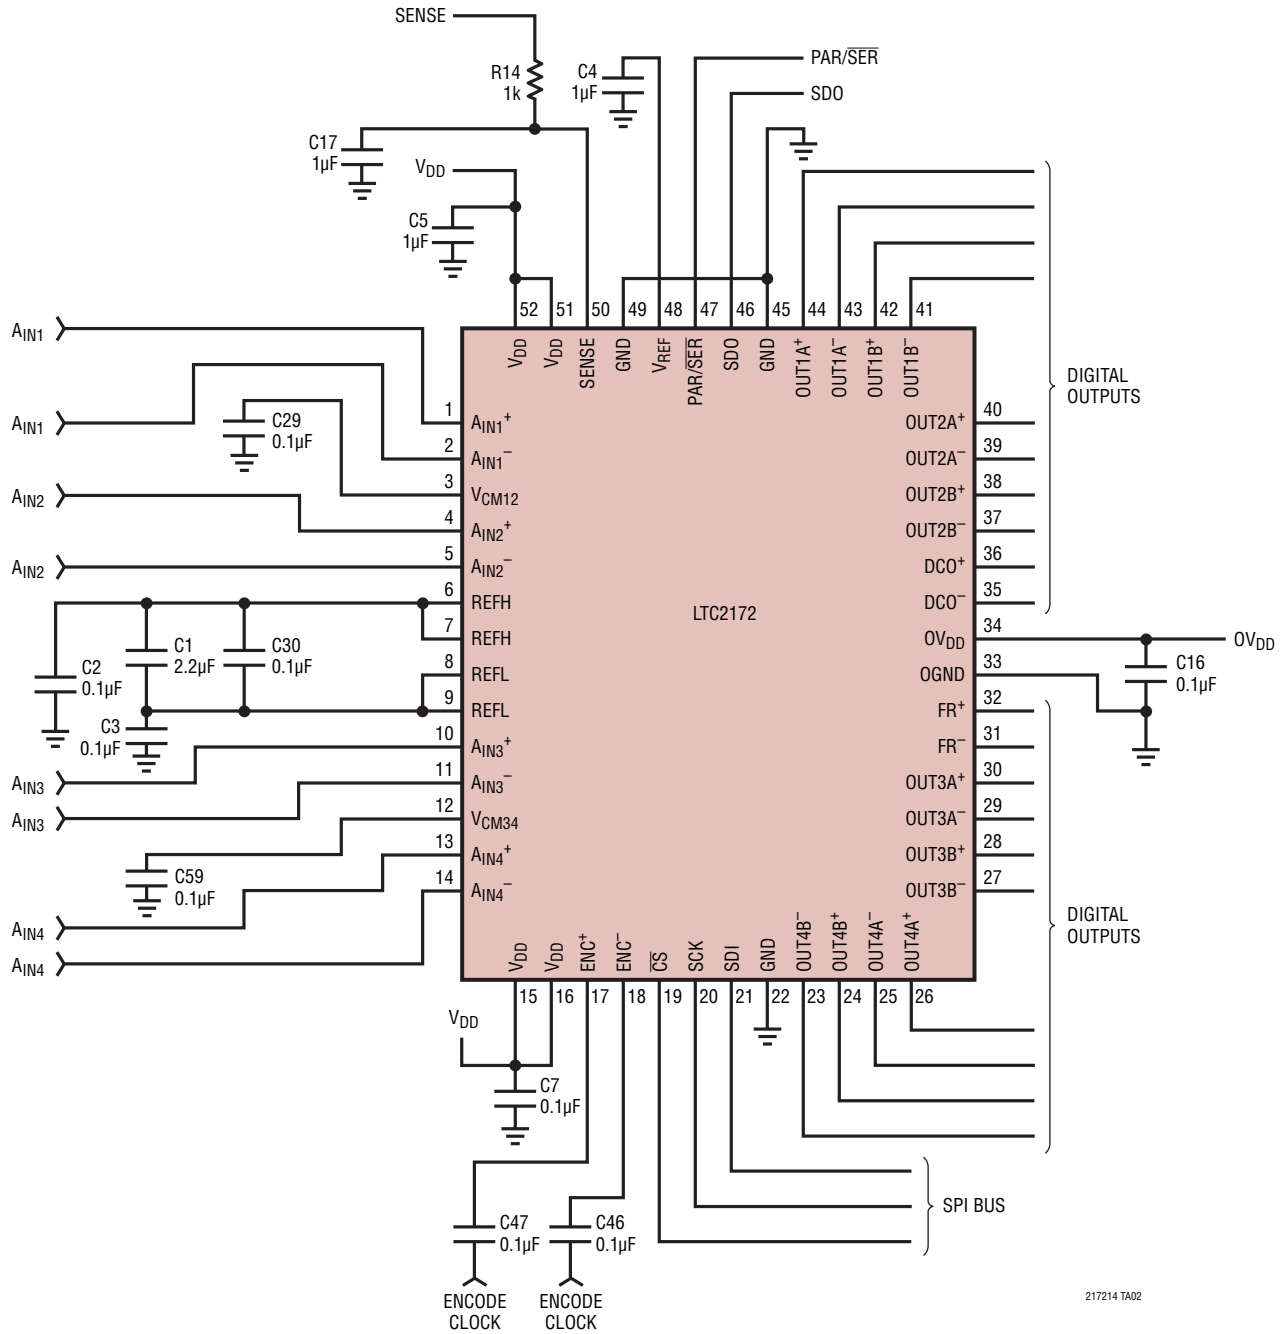 SENSE
R14
1k
C4
1µF
PAR/SER
SDO
C17
1µF
VDD
C5
1µF
52 51 50 49 48 47 46 45 44 43 42 41
VDD VDD SENSE GND VREF PAR/SER SDO GND OUT1A+ OUT1A– OUT1B+ OUT1B–
AIN1
AIN1
C29
0.1µF
AIN2
AIN2
C1
2.2µF
C30
0.1µF
C2
0.1µF
C3
0.1µF
AIN3
AIN3
C59
0.1µF
AIN4
AIN4
1 AIN1+
2 AIN1–
3 VCM12
4 AIN2+
5 AIN2–
6 REFH
7 REFH
8 REFL
9 REFL
10 AIN3+
11 AIN3–
12 VCM34
13 AIN4+
14 AIN4–
LTC2172
OUT2A+ 40
OUT2A– 39
OUT2B+ 38
OUT2B– 37
DCO+ 36
DCO– 35
OVDD 34
OGND 33
FR+ 32
FR– 31
OUT3A+ 30
OUT3A– 29
OUT3B+ 28
OUT3B– 27
DIGITAL
OUTPUTS
OVDD
C16
0.1µF
DIGITAL
OUTPUTS
VDD VDD ENC+ ENC– CS SCK SDI GND OUT4B– OUT4B+ OUT4A– OUT4A+
15 16 17 18 19 20 21 22 23 24 25 26
VDD
C7
0.1µF
C47
0.1µF
C46
0.1µF
SPI BUS
ENCODE
CLOCK
ENCODE
CLOCK
217214 TA02